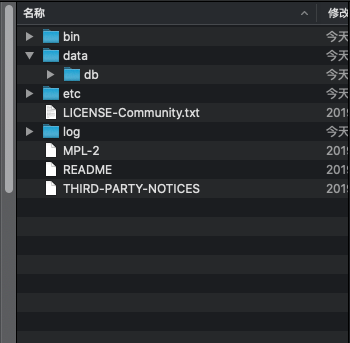 名称 修改
bin 今天
data 今天
db 今天
etc 今天
LICENSE-Community.txt 2019
log 今天
MPL-2 2019
README 2019
THIRD-PARTY-NOTICES 2019